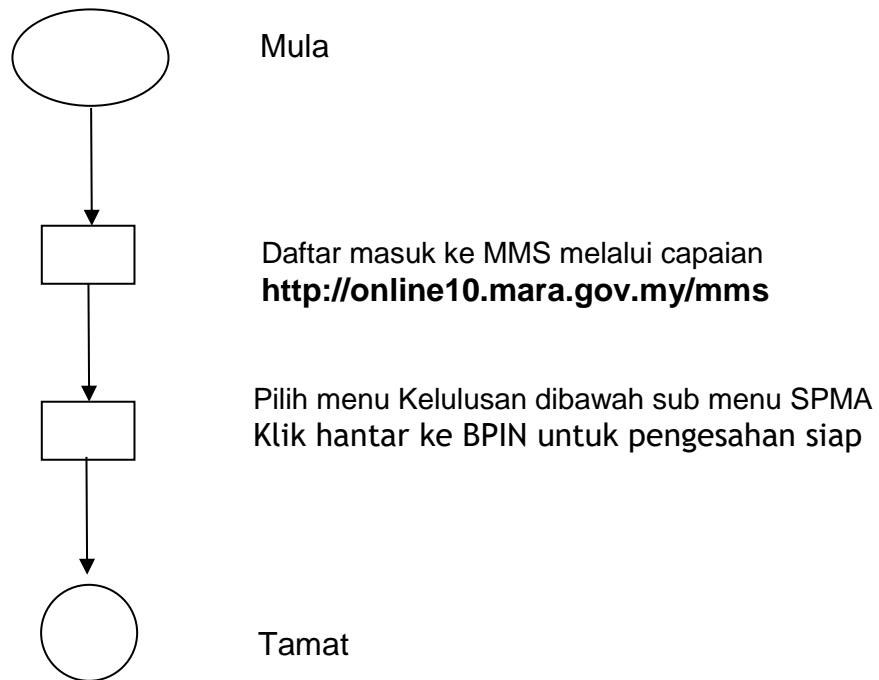 Mula
Daftar masuk ke MMS melalui capaian
http://online10.mara.gov.my/mms
Pilih menu Kelulusan dibawah sub menu SPMA
Klik hantar ke BPIN untuk pengesahan siap
Tamat